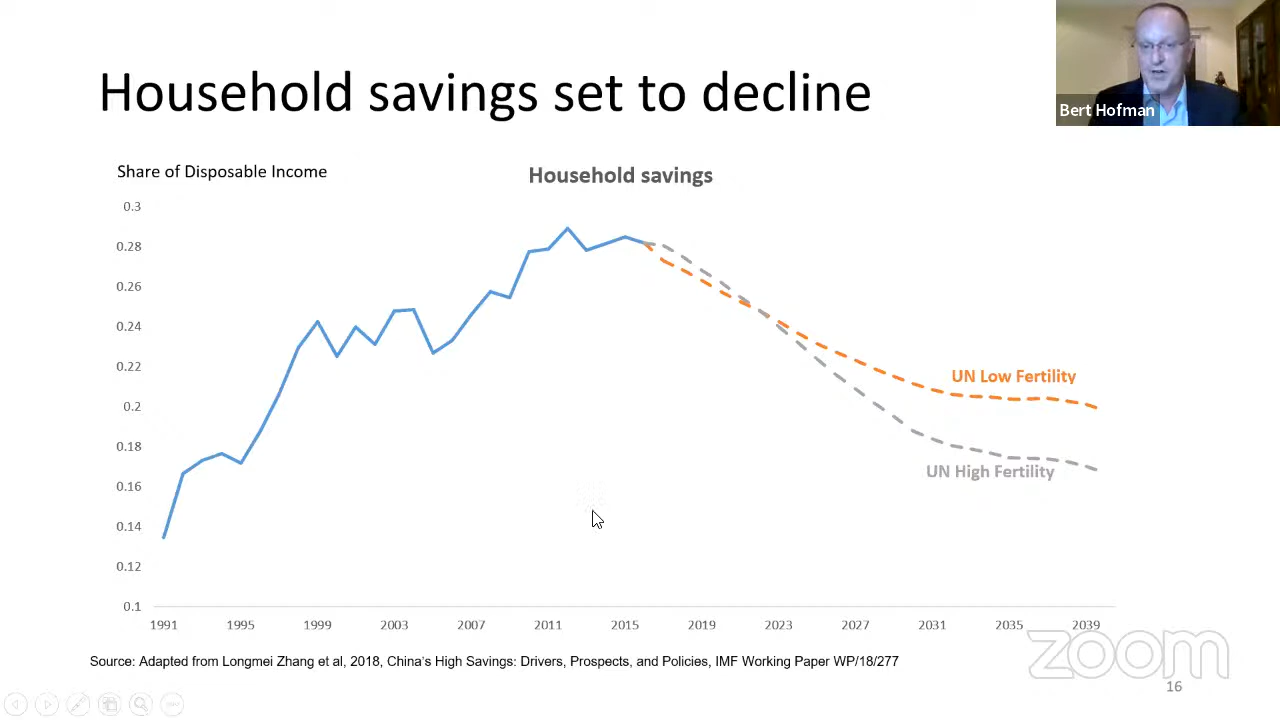 Household savings set to decline
Bert Hofman
Share of Disposable Income
Household savings
0.3
0.28
0.26
0.24
0.22
0.2
0.18
0.16
0.14
0.12
0.1
UN Low Fertility
UN High Fertility
1991 1995 1999 2003 2007 2011 2015 2019 2023 2027 2031 2035 2039
Source: Adapted from Longmei Zhang et al, 2018, China's High Savings: Drivers, Prospects, and Policies, IMF Working Paper WP/18/277
zoom
16